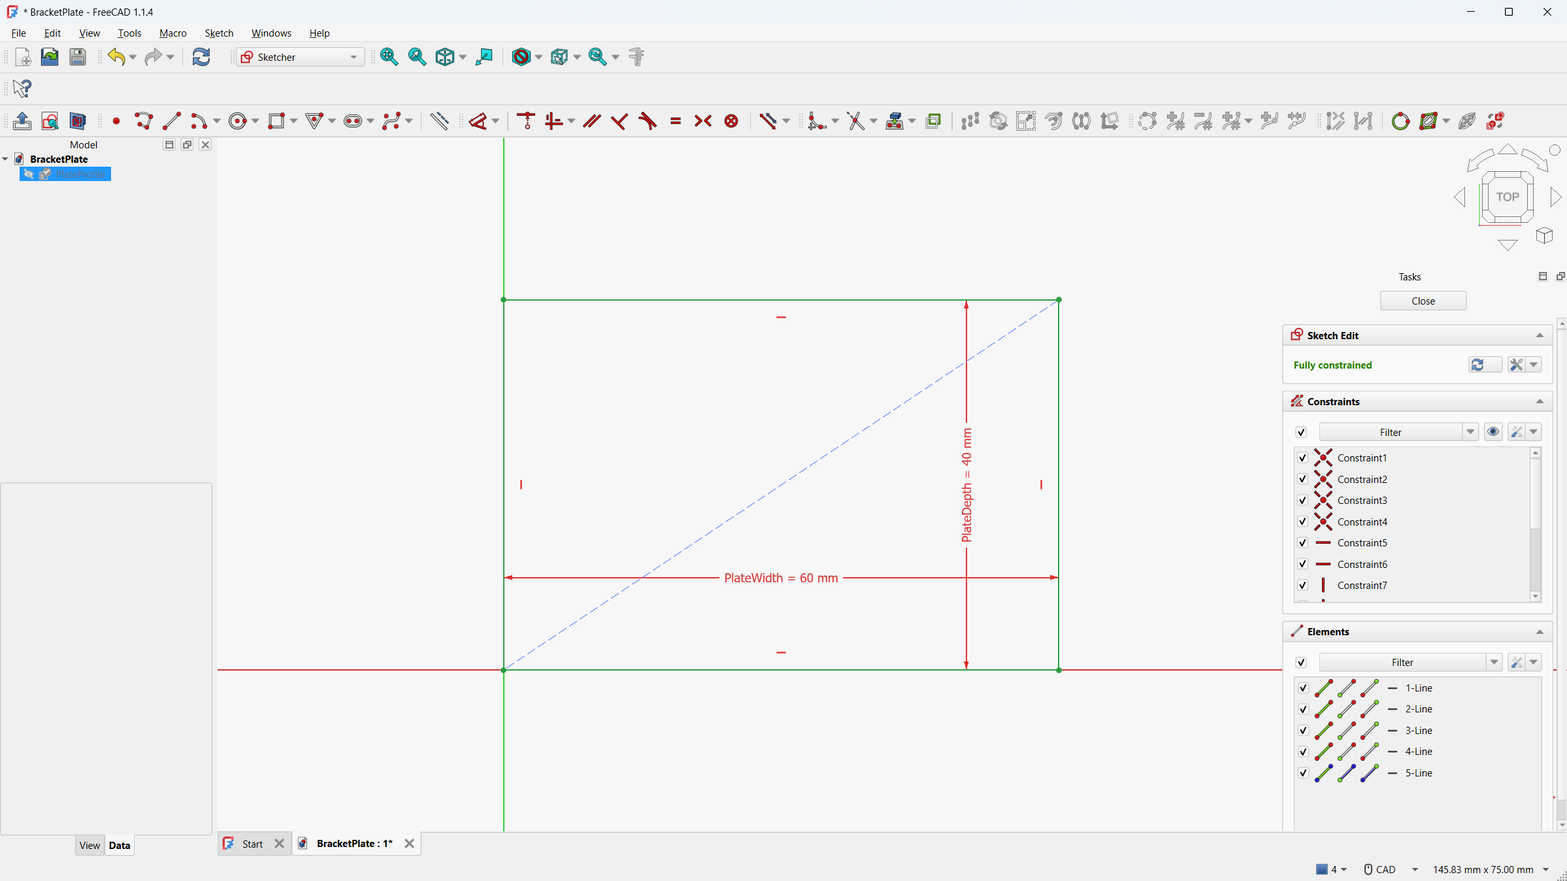 * BracketPlate - FreeCAD 1.1.4
File Edit View Tools Macro Sketch Windows Help
Sketcher
Model
BracketPlate
PlateProfile
TOP
Tasks
Close
Sketch Edit
Fully constrained
Constraints
Filter
Constraint1
Constraint2
Constraint3
Constraint4
Constraint5
Constraint6
Constraint7
Elements
Filter
1-Line
2-Line
3-Line
4-Line
5-Line
PlateDepth = 40 mm
PlateWidth = 60 mm
View Data
Start
BracketPlate : 1*
4 CAD 145.83 mm x 75.00 mm